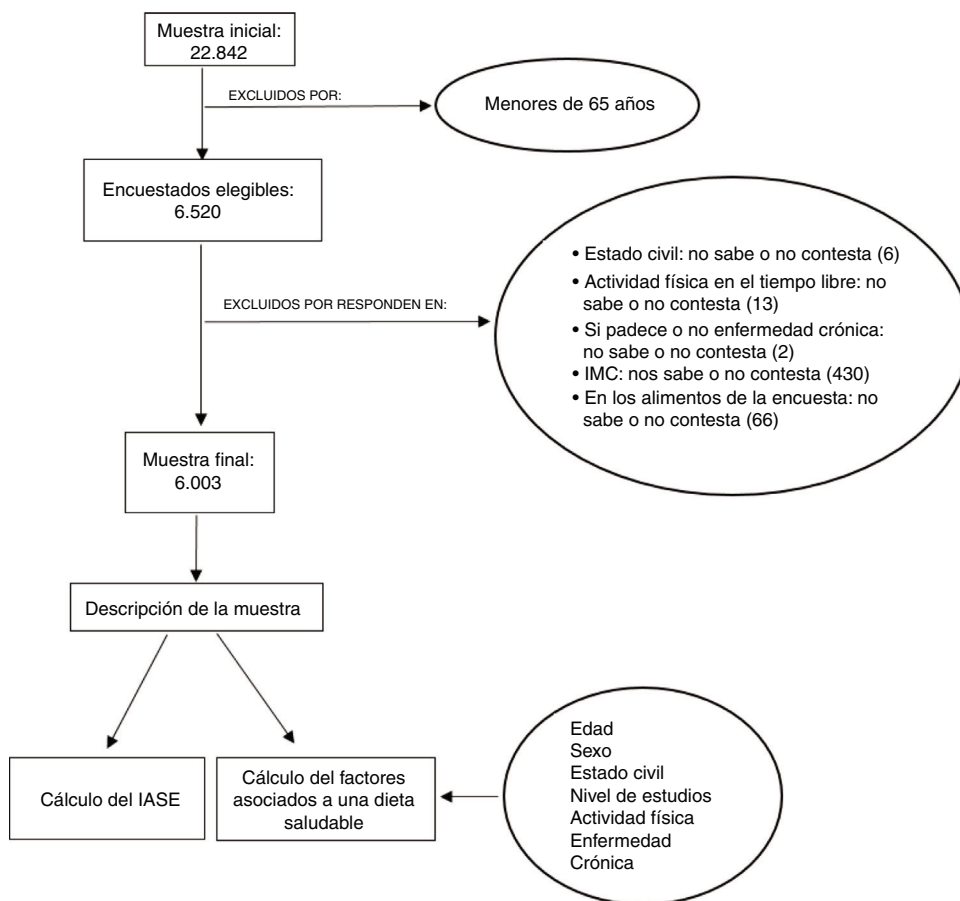 Muestra inicial:
22.842
EXCLUIDOS POR:
Menores de 65 años
Encuestados elegibles:
6.520
EXCLUIDOS POR RESPONDEN EN:
• Estado civil: no sabe o no contesta (6)
• Actividad física en el tiempo libre: no
sabe o no contesta (13)
• Si padece o no enfermedad crónica:
no sabe o no contesta (2)
• IMC: nos sabe o no contesta (430)
• En los alimentos de la encuesta: no
sabe o no contesta (66)
Muestra final:
6.003
Descripción de la muestra
Cálculo del IASE
Cálculo del factores
asociados a una dieta
saludable
Edad
Sexo
Estado civil
Nivel de estudios
Actividad física
Enfermedad
Crónica